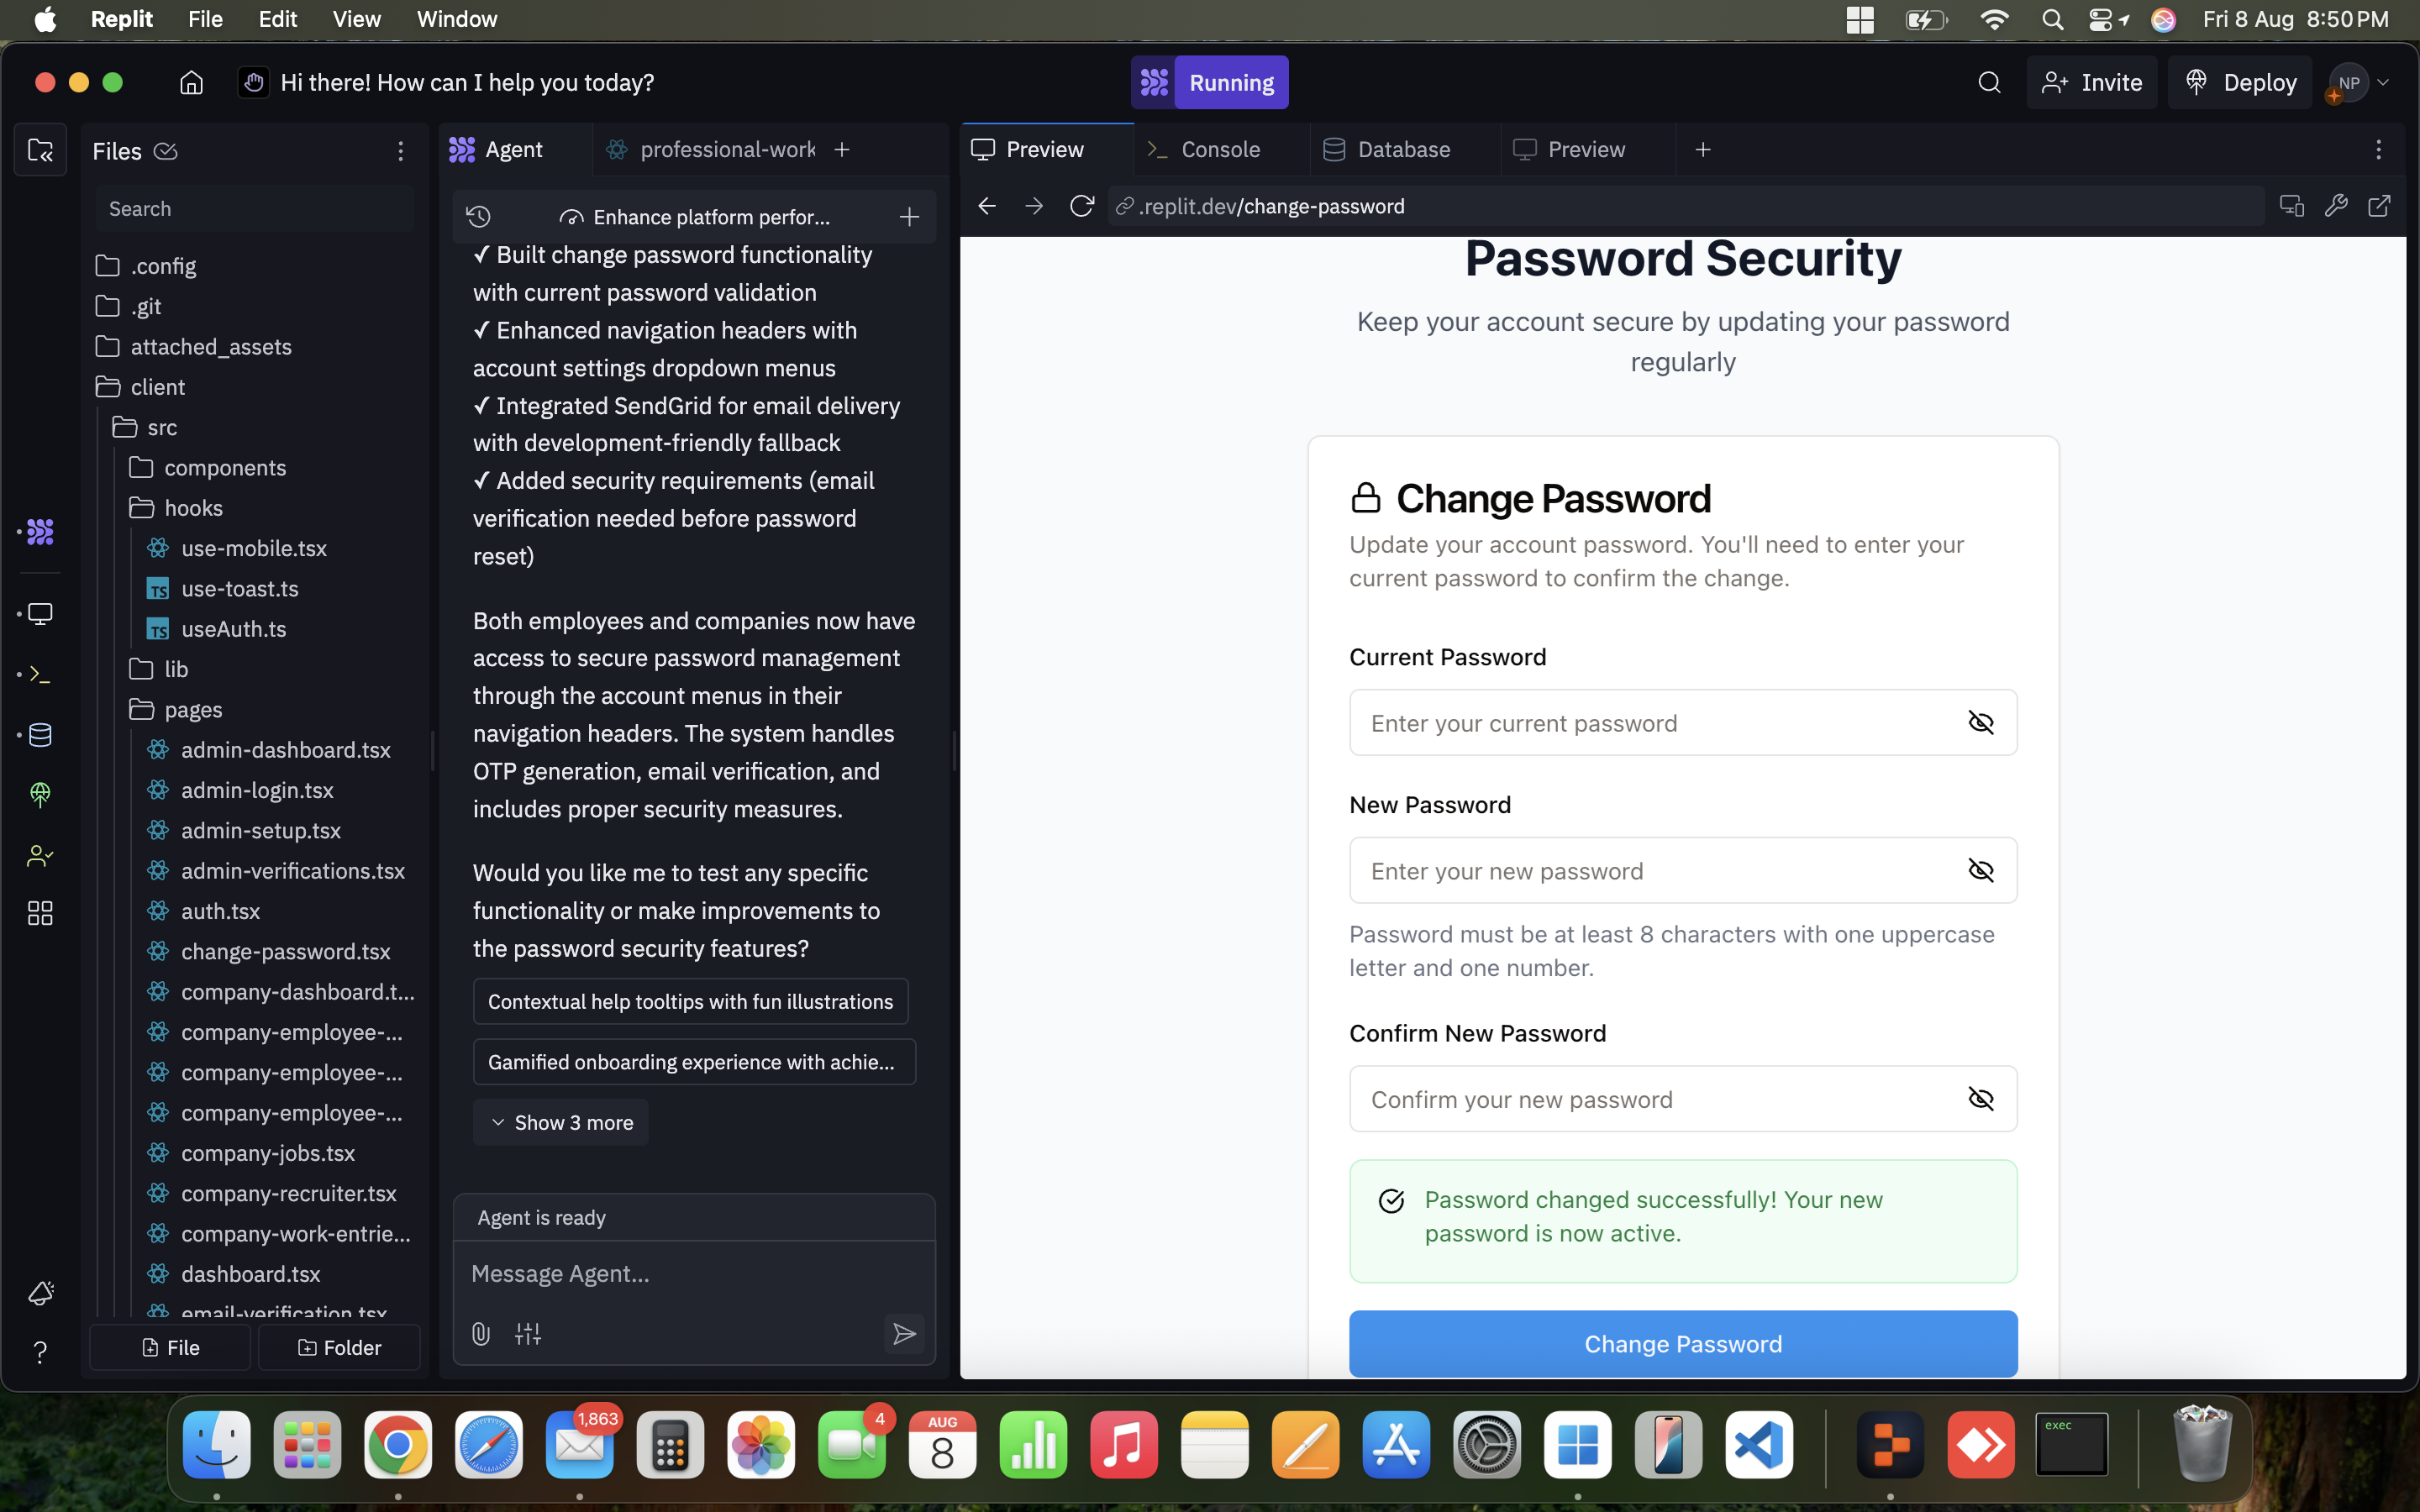 Replit File Edit View Window Fri 8 Aug 8:50 PM
Hi there! How can I help you today?
Running
Invite
Deploy
NP
Files
Search
.config
.git
attached_assets
client
src
components
hooks
use-mobile.tsx
TS use-toast.ts
TS useAuth.ts
lib
pages
admin-dashboard.tsx
admin-login.tsx
admin-setup.tsx
admin-verifications.tsx
auth.tsx
change-password.tsx
company-dashboard.t...
company-employee-...
company-employee-...
company-employee-...
company-jobs.tsx
company-recruiter.tsx
company-work-entrie...
dashboard.tsx
email-verification.tsx
File
Folder
Agent
professional-work
Enhance platform perfor...
✓ Built change password functionality
with current password validation
✓ Enhanced navigation headers with
account settings dropdown menus
✓ Integrated SendGrid for email delivery
with development-friendly fallback
✓ Added security requirements (email
verification needed before password
reset)
Both employees and companies now have
access to secure password management
through the account menus in their
navigation headers. The system handles
OTP generation, email verification, and
includes proper security measures.
Would you like me to test any specific
functionality or make improvements to
the password security features?
Contextual help tooltips with fun illustrations
Gamified onboarding experience with achie...
Show 3 more
Agent is ready
Message Agent...
Preview
Console
Database
Preview
.replit.dev/change-password
Password Security
Keep your account secure by updating your password
regularly
Change Password
Update your account password. You'll need to enter your
current password to confirm the change.
Current Password
Enter your current password
New Password
Enter your new password
Password must be at least 8 characters with one uppercase
letter and one number.
Confirm New Password
Confirm your new password
Password changed successfully! Your new
password is now active.
Change Password
1,863
4
AUG
8
exec